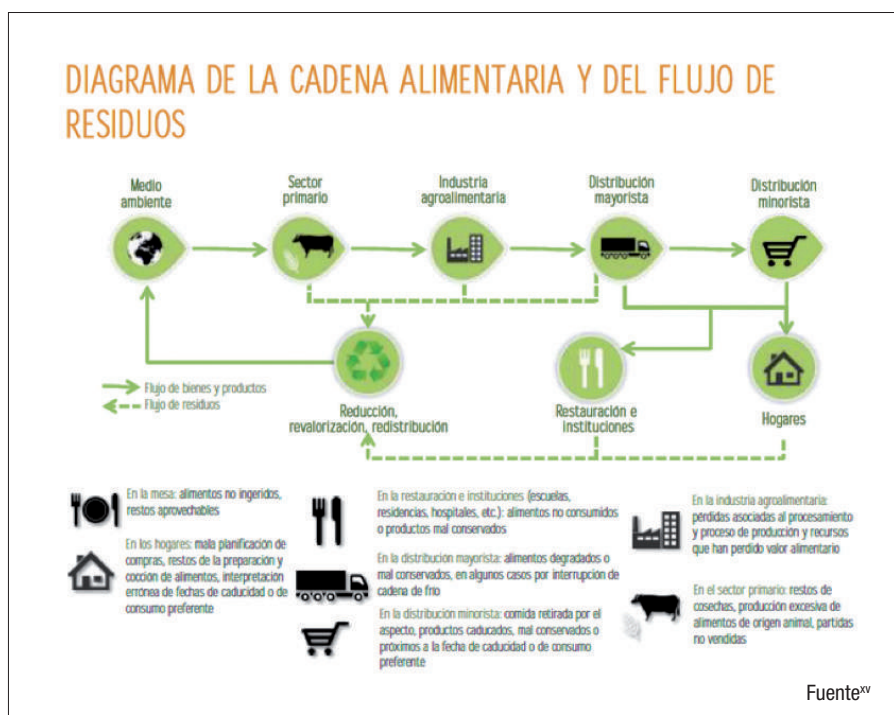 DIAGRAMA DE LA CADENA ALIMENTARIA Y DEL FLUJO DE
RESIDUOS
Medio
ambiente
Sector
primario
Industria
agroalimentaria
Distribución
mayorista
Distribución
minorista
Flujo de bienes y productos
Flujo de residuos
Reducción,
revalorización, redistribución
Restauración e
instituciones
Hogares
En la mesa: alimentos no ingeridos,
restos aprovechables
En los hogares: mala planificación de
compras, restos de la preparación y
cocción de alimentos, interpretación
errónea de fechas de caducidad o de
consumo preferente
En la restauración e instituciones (escuelas,
residencias, hospitales, etc.): alimentos no consumidos
o productos mal conservados
En la distribución mayorista: alimentos degradados o
mal conservados, en algunos casos por interrupción de
cadena de frío
En la distribución minorista: comida retirada por el
aspecto, productos caducados, mal conservados o
próximos a la fecha de caducidad o de consumo
preferente
En la industria agroalimentaria:
pérdidas asociadas al procesamiento
y proceso de producción y recursos
que han perdido valor alimentario
En el sector primario: restos de
cosechas, producción excesiva de
alimentos de origen animal, partidas
no vendidas
Fuentexv